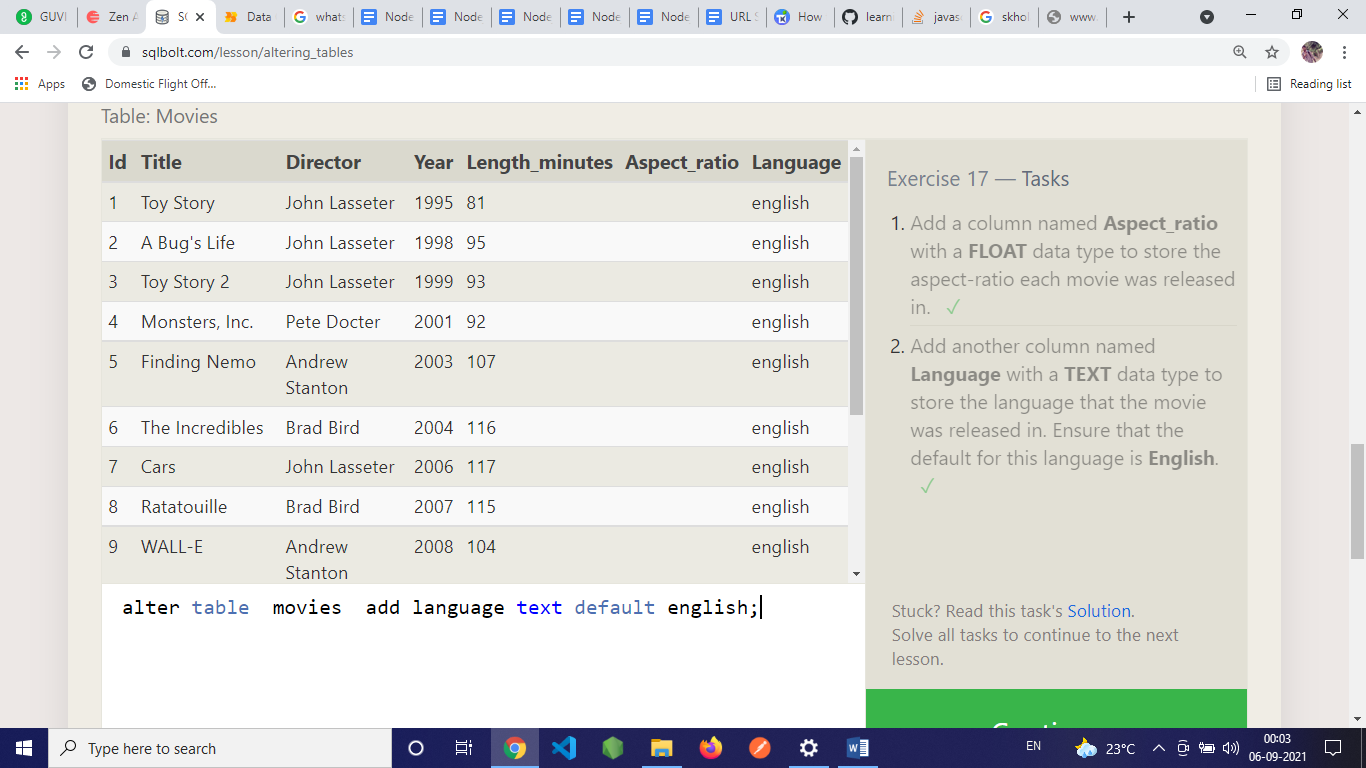 GUVI
Zen A
SQ
Data
whats
Node
Node
Node
Node
Node
URL S
How
learn
javas
skhol
www.
sqlbolt.com/lesson/altering_tables
Apps
Domestic Flight Off...
Reading list
Table: Movies
Id Title Director Year Length_minutes Aspect_ratio Language
1 Toy Story John Lasseter 1995 81 english
2 A Bug's Life John Lasseter 1998 95 english
3 Toy Story 2 John Lasseter 1999 93 english
4 Monsters, Inc. Pete Docter 2001 92 english
5 Finding Nemo Andrew 2003 107 english
Stanton
6 The Incredibles Brad Bird 2004 116 english
7 Cars John Lasseter 2006 117 english
8 Ratatouille Brad Bird 2007 115 english
9 WALL-E Andrew 2008 104 english
Stanton
alter table movies add language text default english;
Exercise 17 — Tasks
1. Add a column named Aspect_ratio
with a FLOAT data type to store the
aspect-ratio each movie was released
in. ✓
2. Add another column named
Language with a TEXT data type to
store the language that the movie
was released in. Ensure that the
default for this language is English.
✓
Stuck? Read this task's Solution.
Solve all tasks to continue to the next
lesson.
Type here to search
EN
23°C
00:03
06-09-2021